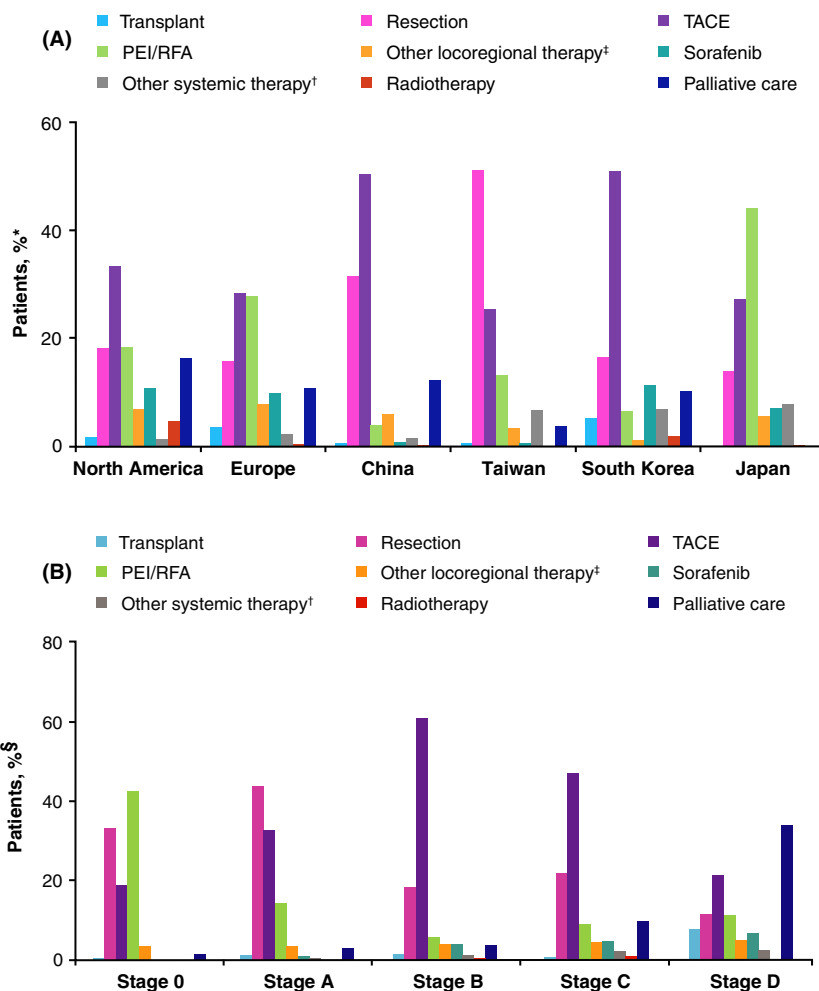 (A)
Transplant Resection TACE
PEI/RFA Other locoregional therapy‡ Sorafenib
Other systemic therapy† Radiotherapy Palliative care
Patients, %*
60
40
20
0
North America Europe China Taiwan South Korea Japan
(B)
Transplant Resection TACE
PEI/RFA Other locoregional therapy‡ Sorafenib
Other systemic therapy† Radiotherapy Palliative care
Patients, %§
80
60
40
20
0
Stage 0 Stage A Stage B Stage C Stage D